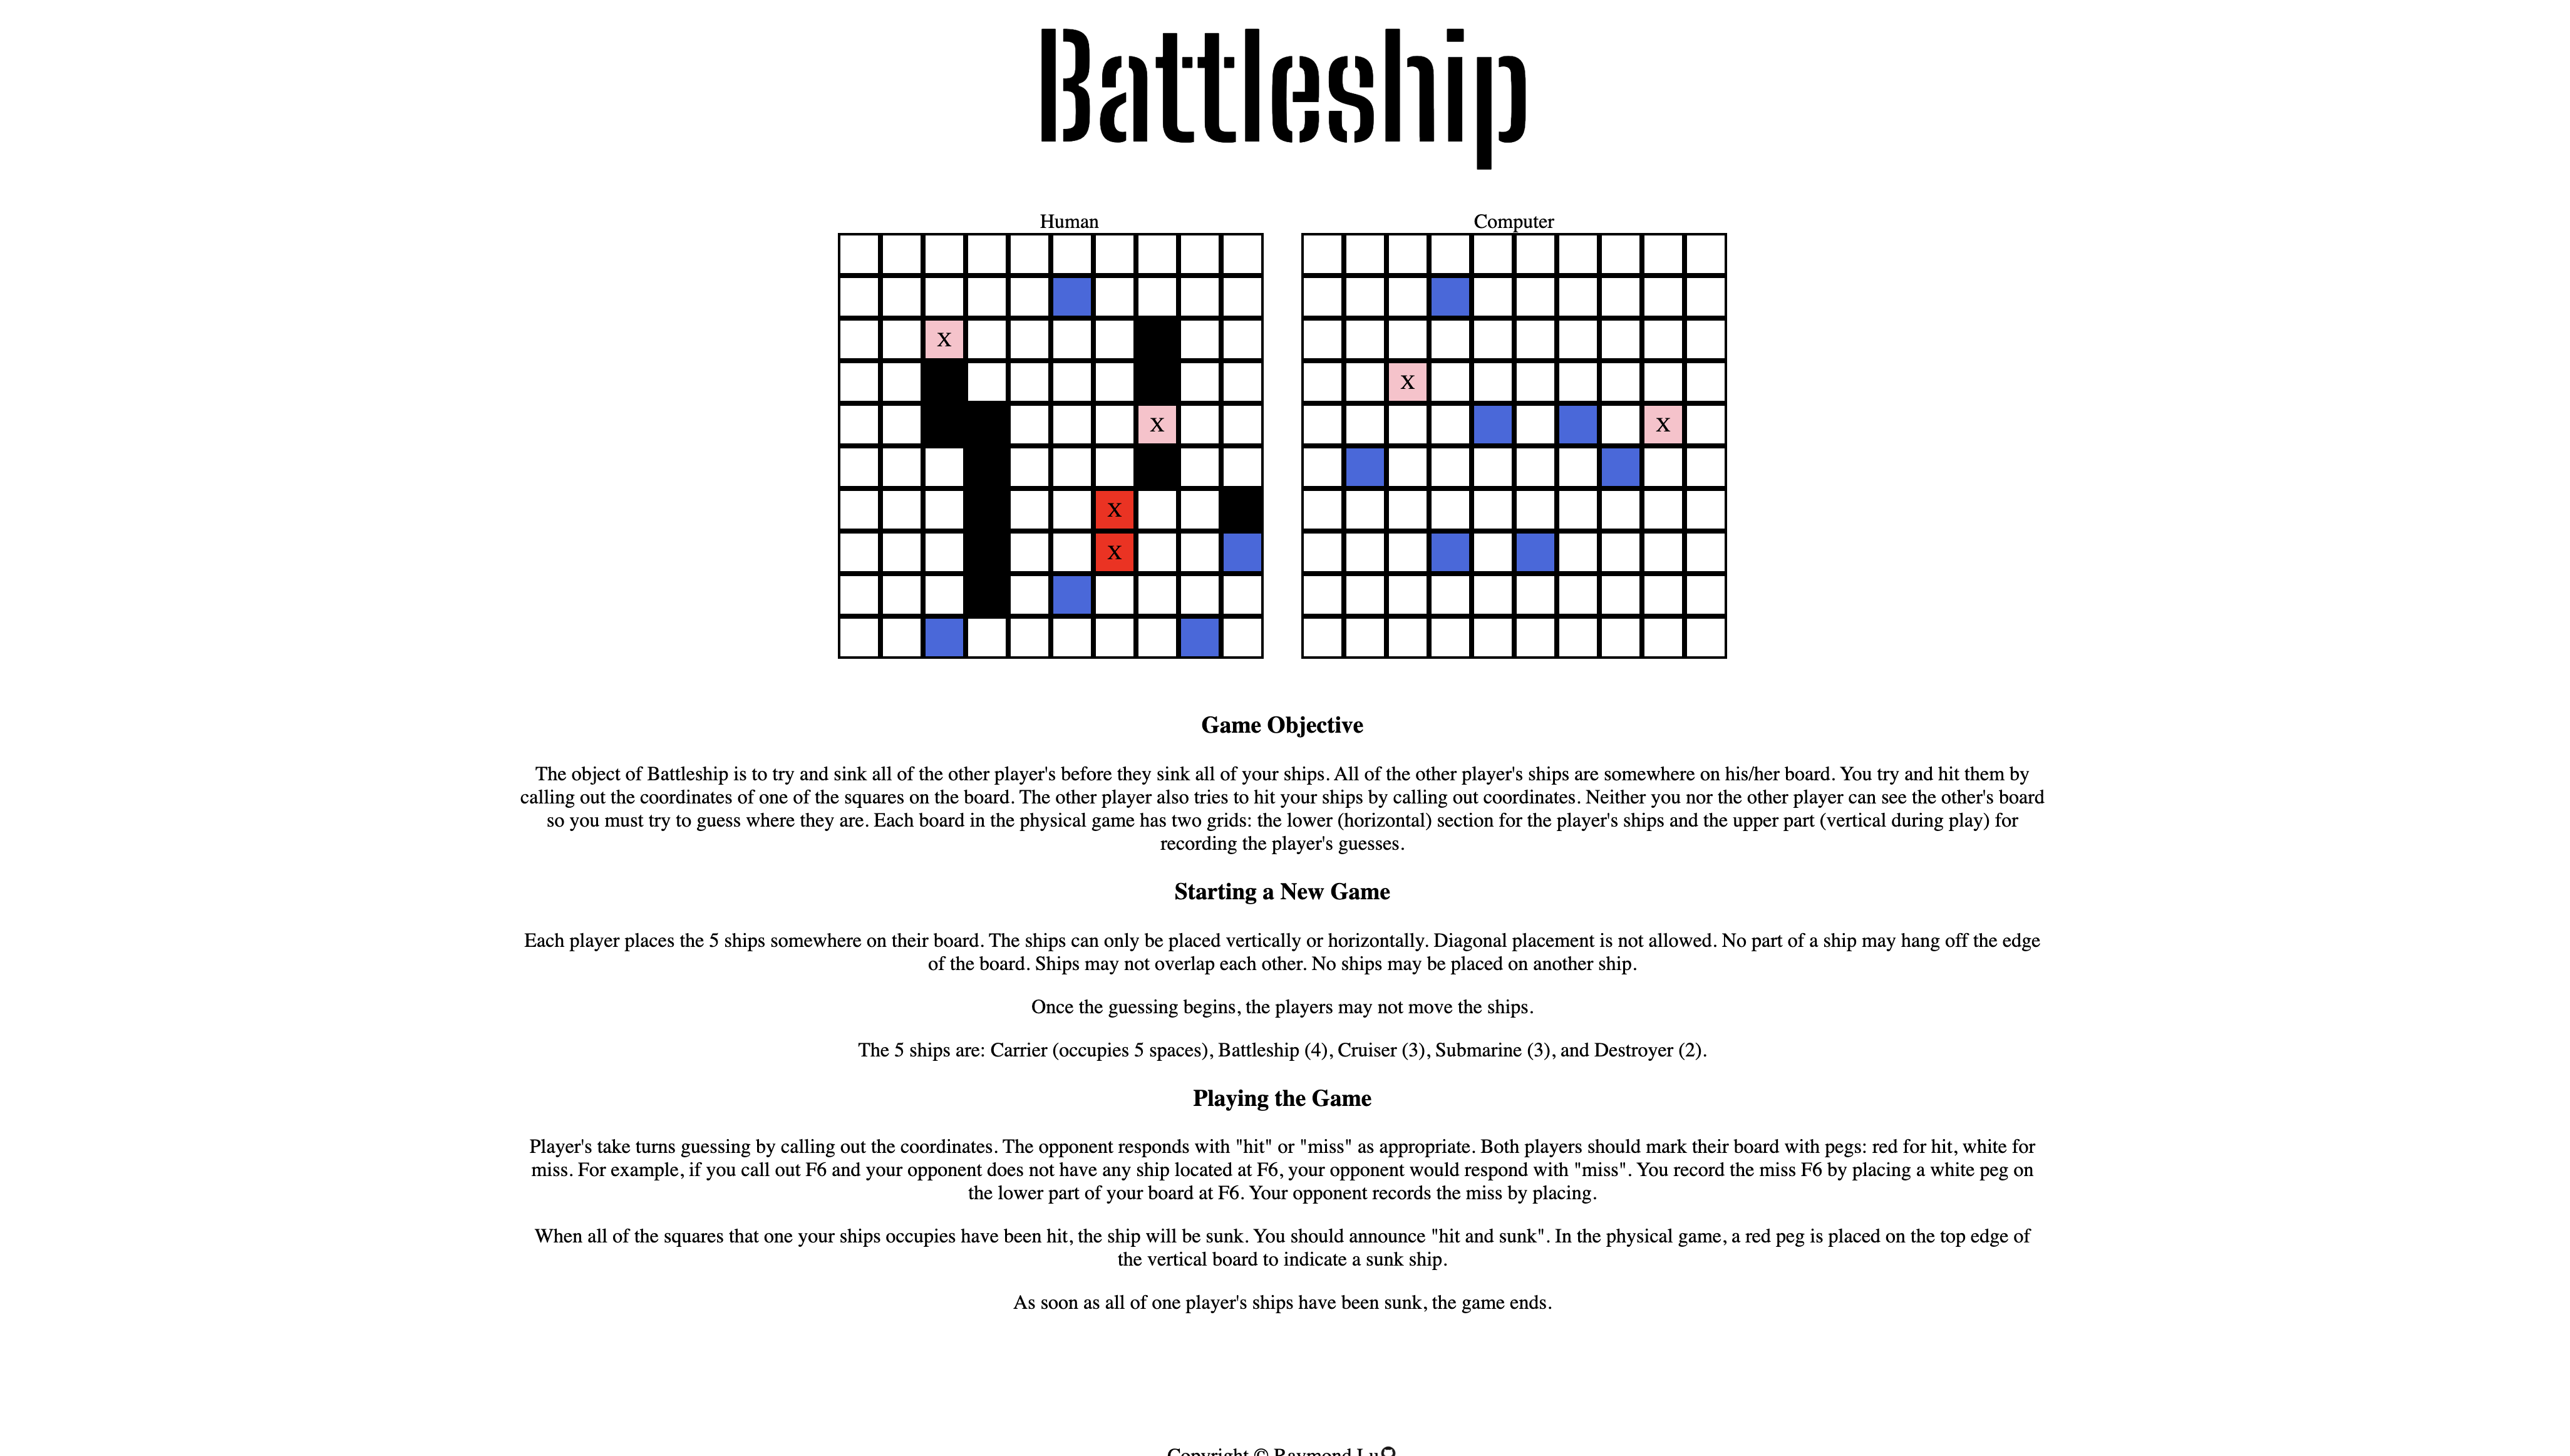 Battleship
Human
Computer
X
X
X
X
X
X
X
Game Objective
The object of Battleship is to try and sink all of the other player's before they sink all of your ships. All of the other player's ships are somewhere on his/her board. You try and hit them by
calling out the coordinates of one of the squares on the board. The other player also tries to hit your ships by calling out coordinates. Neither you nor the other player can see the other's board
so you must try to guess where they are. Each board in the physical game has two grids: the lower (horizontal) section for the player's ships and the upper part (vertical during play) for
recording the player's guesses.
Starting a New Game
Each player places the 5 ships somewhere on their board. The ships can only be placed vertically or horizontally. Diagonal placement is not allowed. No part of a ship may hang off the edge
of the board. Ships may not overlap each other. No ships may be placed on another ship.
Once the guessing begins, the players may not move the ships.
The 5 ships are: Carrier (occupies 5 spaces), Battleship (4), Cruiser (3), Submarine (3), and Destroyer (2).
Playing the Game
Player's take turns guessing by calling out the coordinates. The opponent responds with "hit" or "miss" as appropriate. Both players should mark their board with pegs: red for hit, white for
miss. For example, if you call out F6 and your opponent does not have any ship located at F6, your opponent would respond with "miss". You record the miss F6 by placing a white peg on
the lower part of your board at F6. Your opponent records the miss by placing.
When all of the squares that one your ships occupies have been hit, the ship will be sunk. You should announce "hit and sunk". In the physical game, a red peg is placed on the top edge of
the vertical board to indicate a sunk ship.
As soon as all of one player's ships have been sunk, the game ends.
Copyright © Raymond Lu